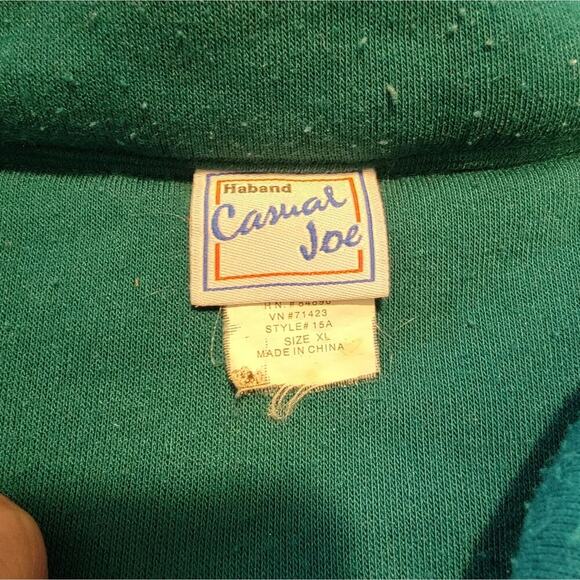 Haband
Casual
Joe
VN #71423
STYLE# 15A
SIZE XL
MADE IN CHINA